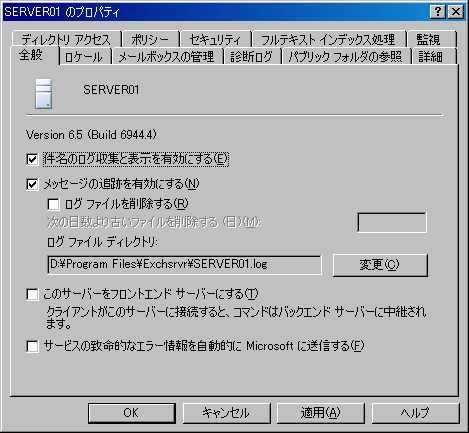 SERVER01 のプロパティ
ディレクトリ アクセス ポリシー セキュリティ フルテキスト インデックス処理 監視
全般 ロケール メールボックスの管理 診断ログ パブリック フォルダの参照 詳細
SERVER01
Version 6.5 (Build 6944.4)
件名のログ収集と表示を有効にする(E)
メッセージの追跡を有効にする(N)
ログ ファイルを削除する(R)
次の日数より古いファイルを削除する (日)(M):
ログ ファイル ディレクトリ:
D:¥Program Files¥Exchsrvr¥SERVER01.log 変更(C)
このサーバーをフロントエンド サーバーにする(T)
クライアントがこのサーバーに接続すると、コマンドはバックエンド サーバーに中継され
ます。
サービスの致命的なエラー情報を自動的に Microsoft に送信する(F)
OK キャンセル 適用(A) ヘルプ